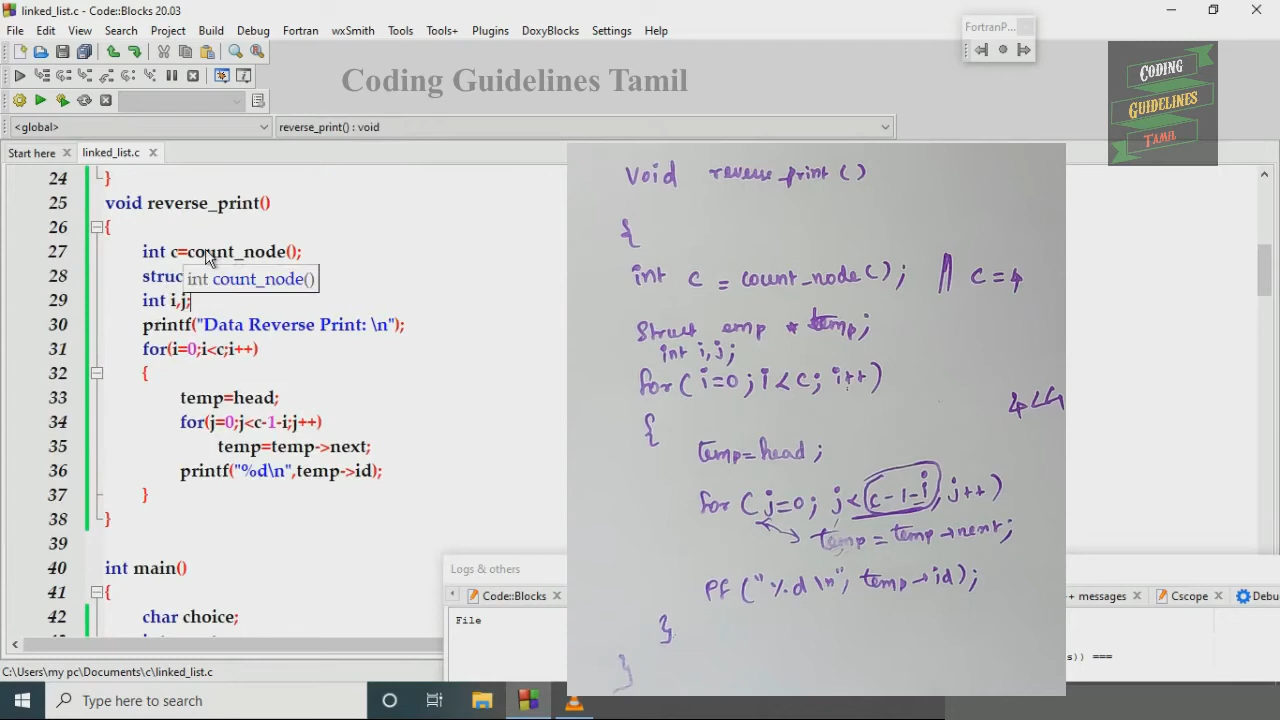 linked_list.c - Code::Blocks 20.03
File Edit View Search Project Build Debug Fortran wxSmith Tools Tools+ Plugins DoxyBlocks Settings Help
FortranP...
Coding Guidelines Tamil
CODING
GUIDELINES
TAMIL
<global>
reverse_print() : void
Start here
linked_list.c
24 }
25 void reverse_print()
26 {
27 int c=count_node();
28 struc
int count_node()
29 int i,j;
30 printf("Data Reverse Print: \n");
31 for(i=0;i<c;i++)
32 {
33 temp=head;
34 for(j=0;j<c-1-i;j++)
35 temp=temp->next;
36 printf("%d\n",temp->id);
37 }
38 }
39
40 int main()
41 {
42 char choice;
Void reverse_print ()
{
int c = count_node(); // c=4
Struct emp * temp;
int i,j;
for( i=0; i<c; i++)
{
temp=head;
for (j=0; j<c-1-i, j++)
temp = temp->next;
PF ("%d \n", temp->id);
}
}
Logs & others
Code::Blocks
+ messages
Cscope
Debu
File
s)) ===
C:\Users\my pc\Documents\c\linked_list.c
Type here to search